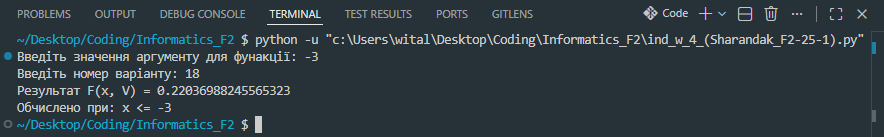 PROBLEMS OUTPUT DEBUG CONSOLE TERMINAL TEST RESULTS PORTS GITLENS Code
~/Desktop/Coding/Informatics_F2 $ python -u "c:\Users\wital\Desktop\Coding\Informatics_F2\ind_w_4_(Sharandak_F2-25-1).py"
Введіть значення аргументу для фунакції: -3
Введіть номер варіанту: 18
Результат F(x, V) = 0.22036988245565323
Обчислено при: x <= -3
~/Desktop/Coding/Informatics_F2 $